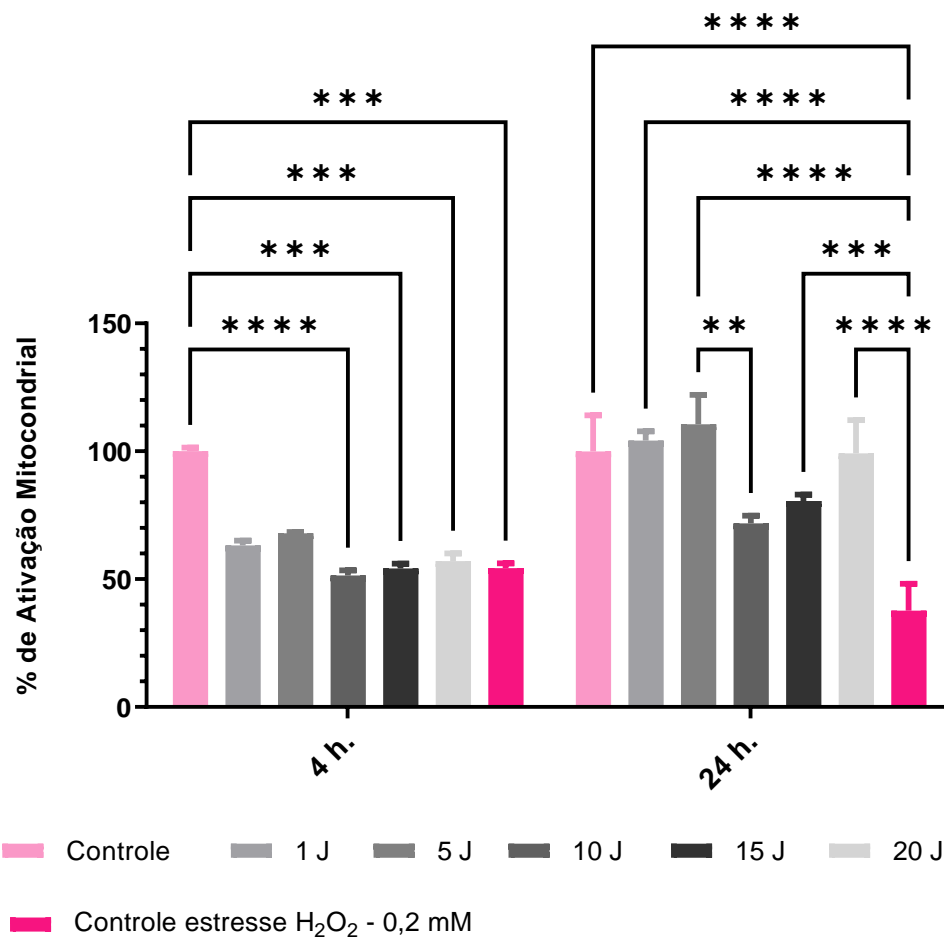 ****
*** ****
*** ****
*** ***
**** ** ****
% de Ativação Mitocondrial
150
100
50
0
4 h.
24 h.
Controle 1 J 5 J 10 J 15 J 20 J
Controle estresse H₂O₂ - 0,2 mM